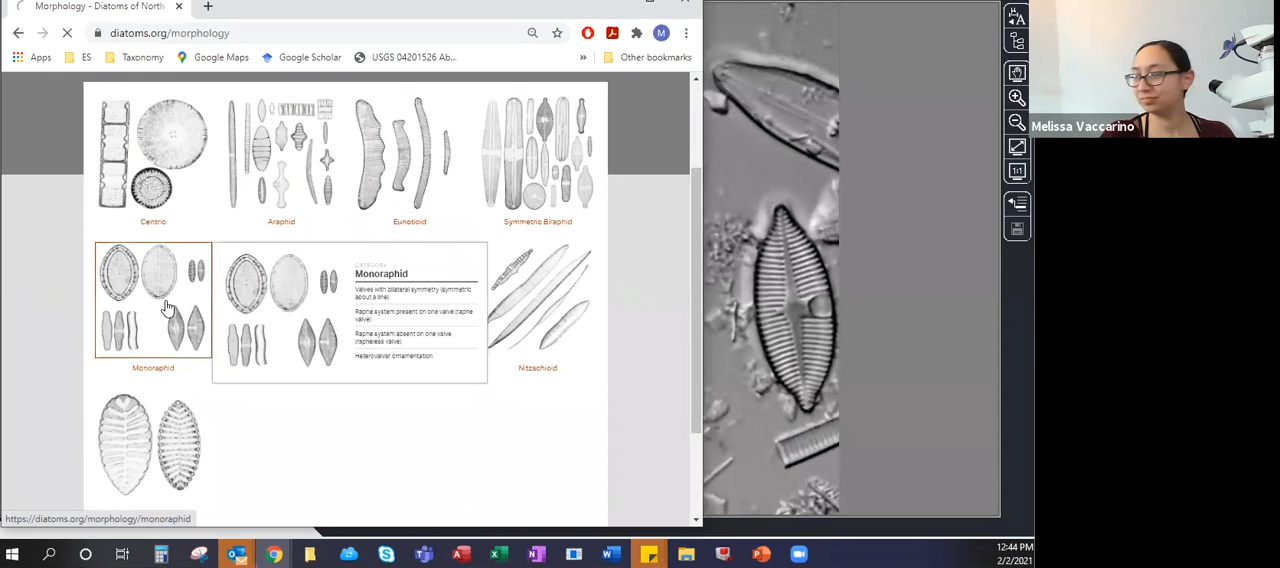 Morphology - Diatoms of North
diatoms.org/morphology
M
Apps
ES
Taxonomy
Google Maps
Google Scholar
USGS 04201526 Ab...
»
Other bookmarks
Centric
Araphid
Eunotioid
Symmetric Biraphid
CATEGORY
Monoraphid
Valves with bilateral symmetry (symmetric
about a line)
Raphe system present on one valve (raphe
valve)
Raphe system absent on one valve
(rapheless valve)
Heterovalvar ornamentation
Monoraphid
Nitzschioid
https://diatoms.org/morphology/monoraphid
1:1
Melissa Vaccarino
12:44 PM
2/2/2021